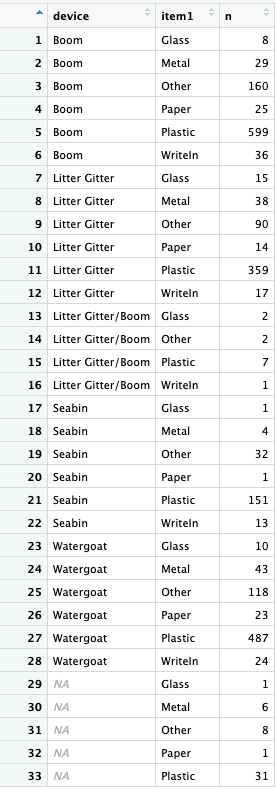 device item1 n
1 Boom Glass 8
2 Boom Metal 29
3 Boom Other 160
4 Boom Paper 25
5 Boom Plastic 599
6 Boom WriteIn 36
7 Litter Gitter Glass 15
8 Litter Gitter Metal 38
9 Litter Gitter Other 90
10 Litter Gitter Paper 14
11 Litter Gitter Plastic 359
12 Litter Gitter WriteIn 17
13 Litter Gitter/Boom Glass 2
14 Litter Gitter/Boom Other 2
15 Litter Gitter/Boom Plastic 7
16 Litter Gitter/Boom WriteIn 1
17 Seabin Glass 1
18 Seabin Metal 4
19 Seabin Other 32
20 Seabin Paper 1
21 Seabin Plastic 151
22 Seabin WriteIn 13
23 Watergoat Glass 10
24 Watergoat Metal 43
25 Watergoat Other 118
26 Watergoat Paper 23
27 Watergoat Plastic 487
28 Watergoat WriteIn 24
29 NA Glass 1
30 NA Metal 6
31 NA Other 8
32 NA Paper 1
33 NA Plastic 31